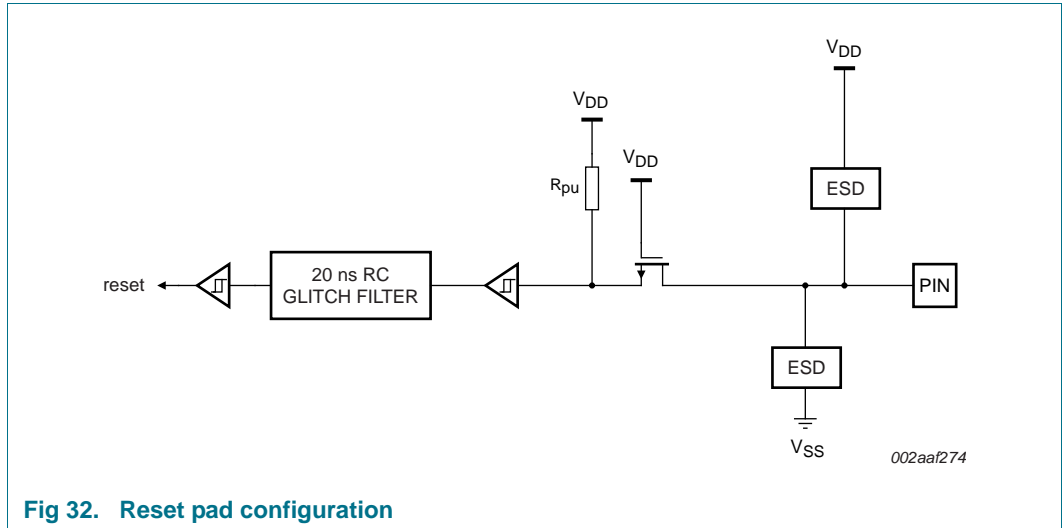 VDD
VDD
VDD
Rpu
ESD
reset
20 ns RC
GLITCH FILTER
PIN
ESD
VSS
002aaf274
Fig 32. Reset pad configuration